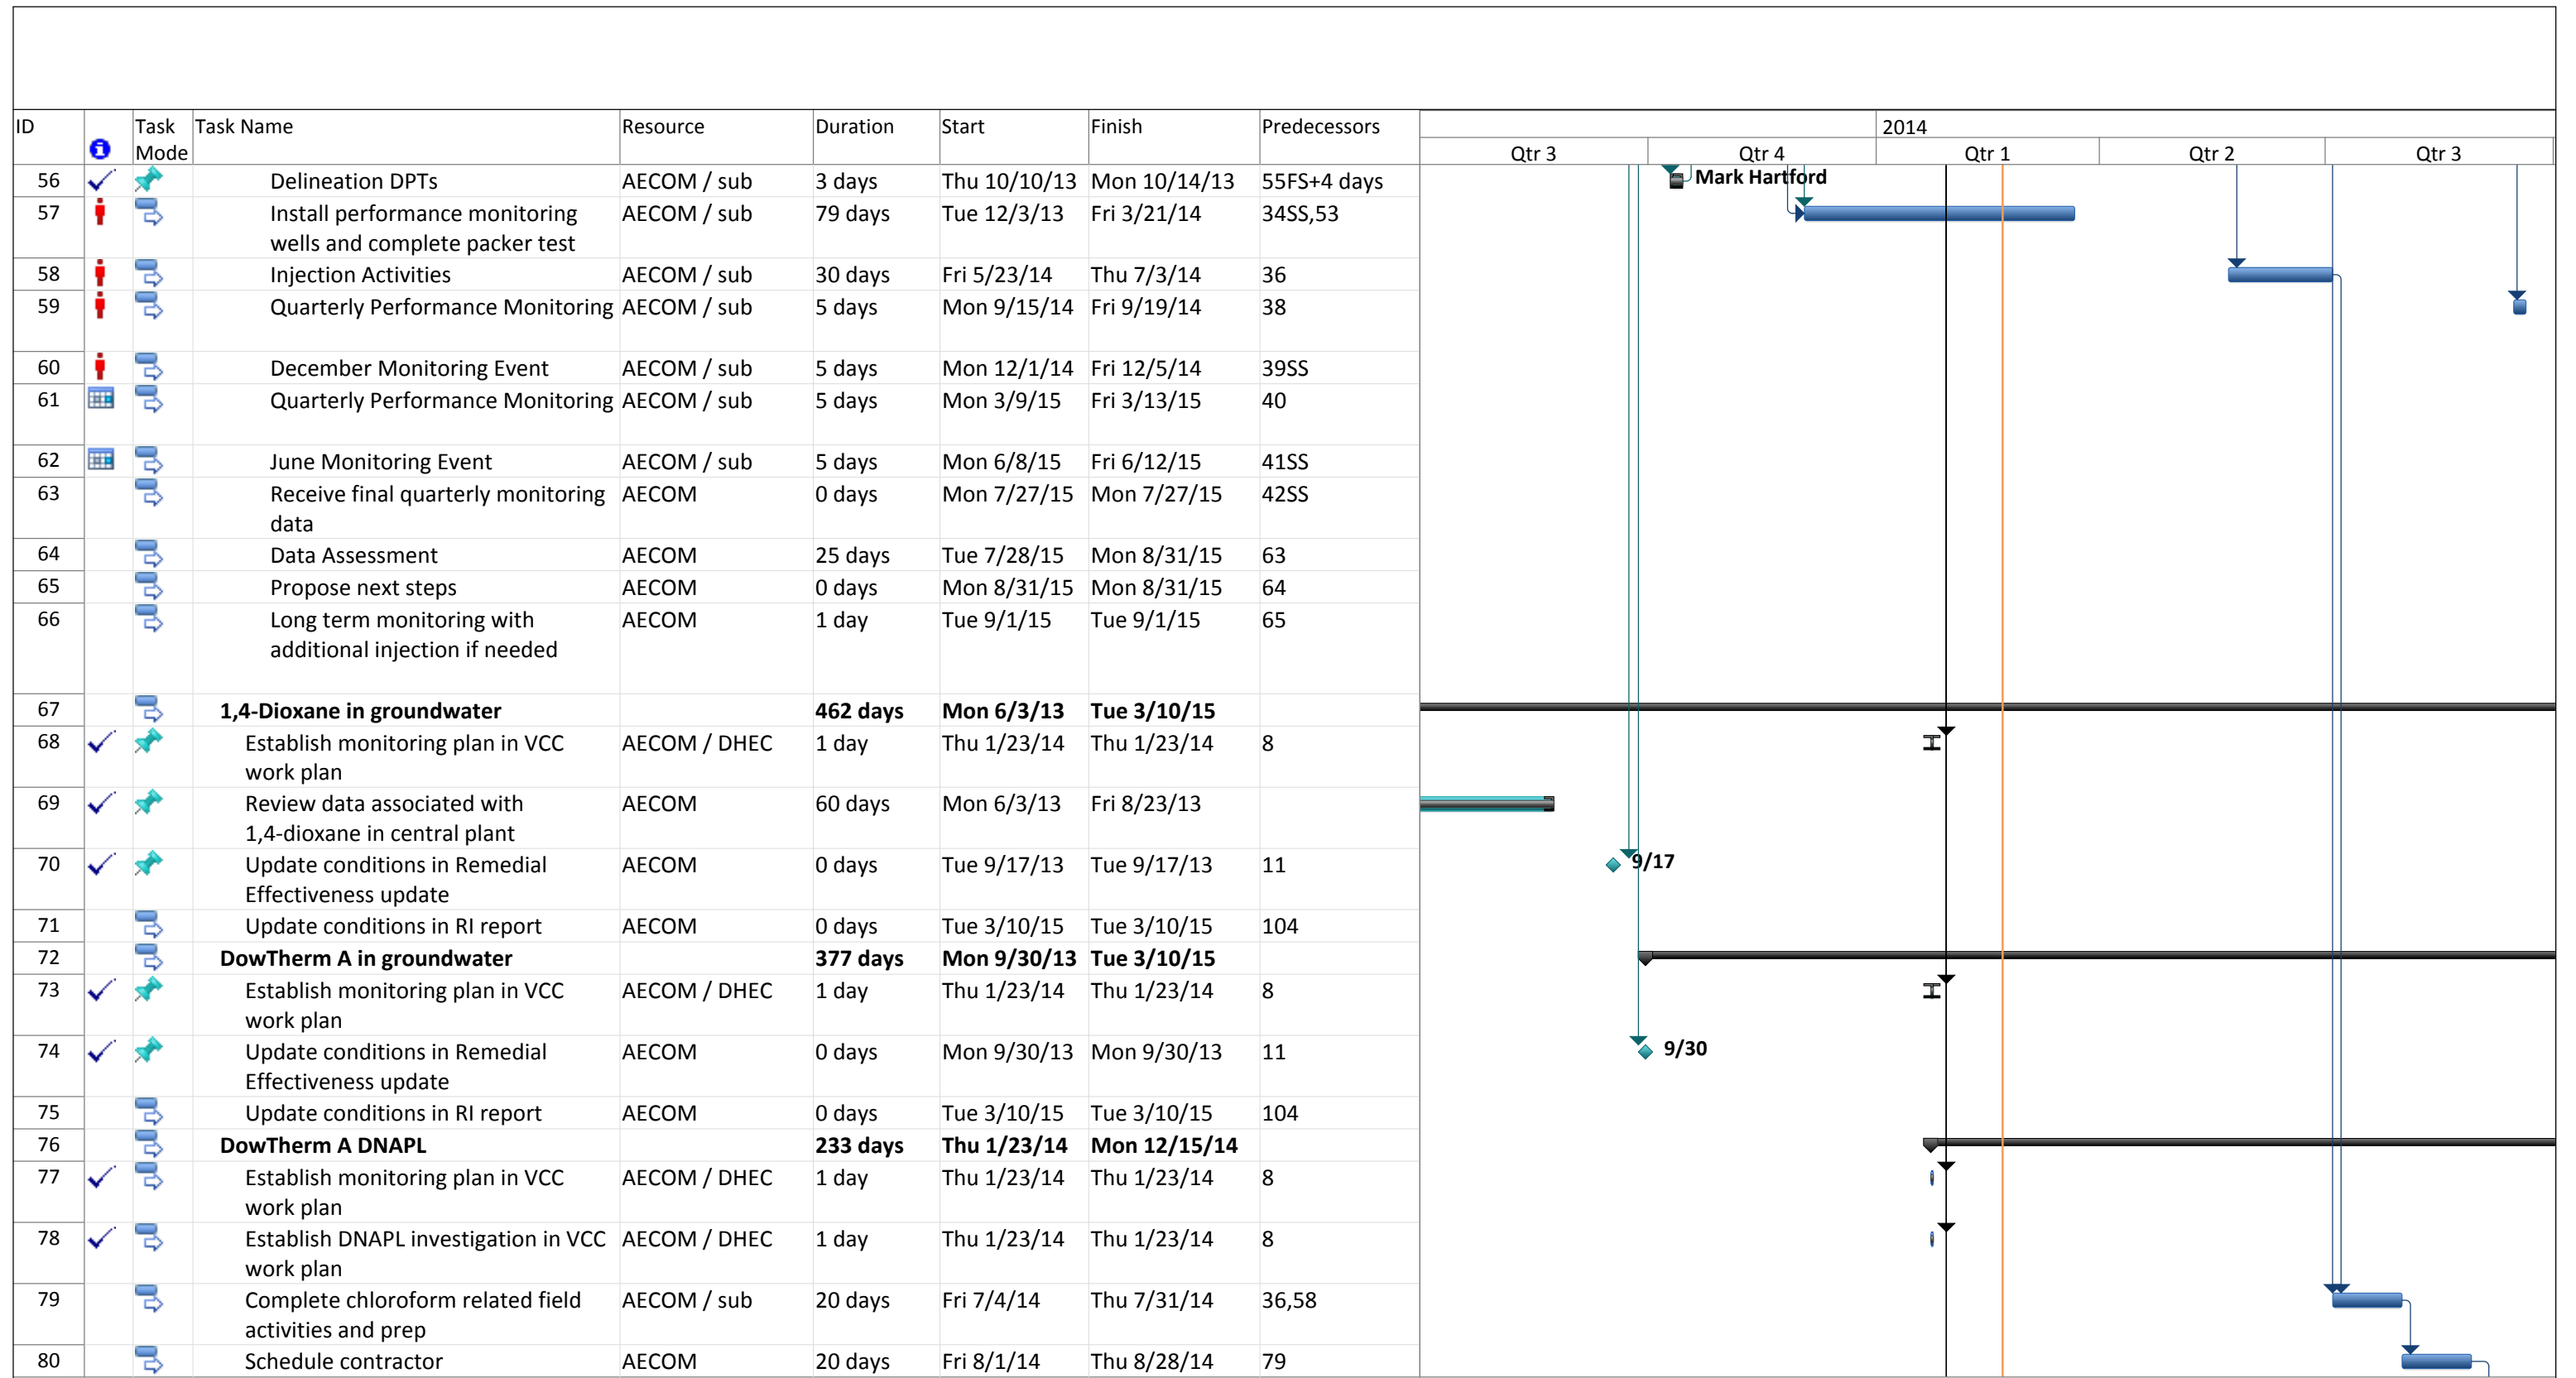 ID Task Task Name Resource Duration Start Finish Predecessors 2014
Mode Qtr 3 Qtr 4 Qtr 1 Qtr 2 Qtr 3
56 Delineation DPTs AECOM / sub 3 days Thu 10/10/13 Mon 10/14/13 55FS+4 days Mark Hartford
57 Install performance monitoring AECOM / sub 79 days Tue 12/3/13 Fri 3/21/14 34SS,53
wells and complete packer test
58 Injection Activities AECOM / sub 30 days Fri 5/23/14 Thu 7/3/14 36
59 Quarterly Performance Monitoring AECOM / sub 5 days Mon 9/15/14 Fri 9/19/14 38
60 December Monitoring Event AECOM / sub 5 days Mon 12/1/14 Fri 12/5/14 39SS
61 Quarterly Performance Monitoring AECOM / sub 5 days Mon 3/9/15 Fri 3/13/15 40
62 June Monitoring Event AECOM / sub 5 days Mon 6/8/15 Fri 6/12/15 41SS
63 Receive final quarterly monitoring AECOM 0 days Mon 7/27/15 Mon 7/27/15 42SS
data
64 Data Assessment AECOM 25 days Tue 7/28/15 Mon 8/31/15 63
65 Propose next steps AECOM 0 days Mon 8/31/15 Mon 8/31/15 64
66 Long term monitoring with AECOM 1 day Tue 9/1/15 Tue 9/1/15 65
additional injection if needed
67 1,4-Dioxane in groundwater 462 days Mon 6/3/13 Tue 3/10/15
68 Establish monitoring plan in VCC AECOM / DHEC 1 day Thu 1/23/14 Thu 1/23/14 8
work plan
69 Review data associated with AECOM 60 days Mon 6/3/13 Fri 8/23/13
1,4-dioxane in central plant
70 Update conditions in Remedial AECOM 0 days Tue 9/17/13 Tue 9/17/13 11 9/17
Effectiveness update
71 Update conditions in RI report AECOM 0 days Tue 3/10/15 Tue 3/10/15 104
72 DowTherm A in groundwater 377 days Mon 9/30/13 Tue 3/10/15
73 Establish monitoring plan in VCC AECOM / DHEC 1 day Thu 1/23/14 Thu 1/23/14 8
work plan
74 Update conditions in Remedial AECOM 0 days Mon 9/30/13 Mon 9/30/13 11 9/30
Effectiveness update
75 Update conditions in RI report AECOM 0 days Tue 3/10/15 Tue 3/10/15 104
76 DowTherm A DNAPL 233 days Thu 1/23/14 Mon 12/15/14
77 Establish monitoring plan in VCC AECOM / DHEC 1 day Thu 1/23/14 Thu 1/23/14 8
work plan
78 Establish DNAPL investigation in VCC AECOM / DHEC 1 day Thu 1/23/14 Thu 1/23/14 8
work plan
79 Complete chloroform related field AECOM / sub 20 days Fri 7/4/14 Thu 7/31/14 36,58
activities and prep
80 Schedule contractor AECOM 20 days Fri 8/1/14 Thu 8/28/14 79